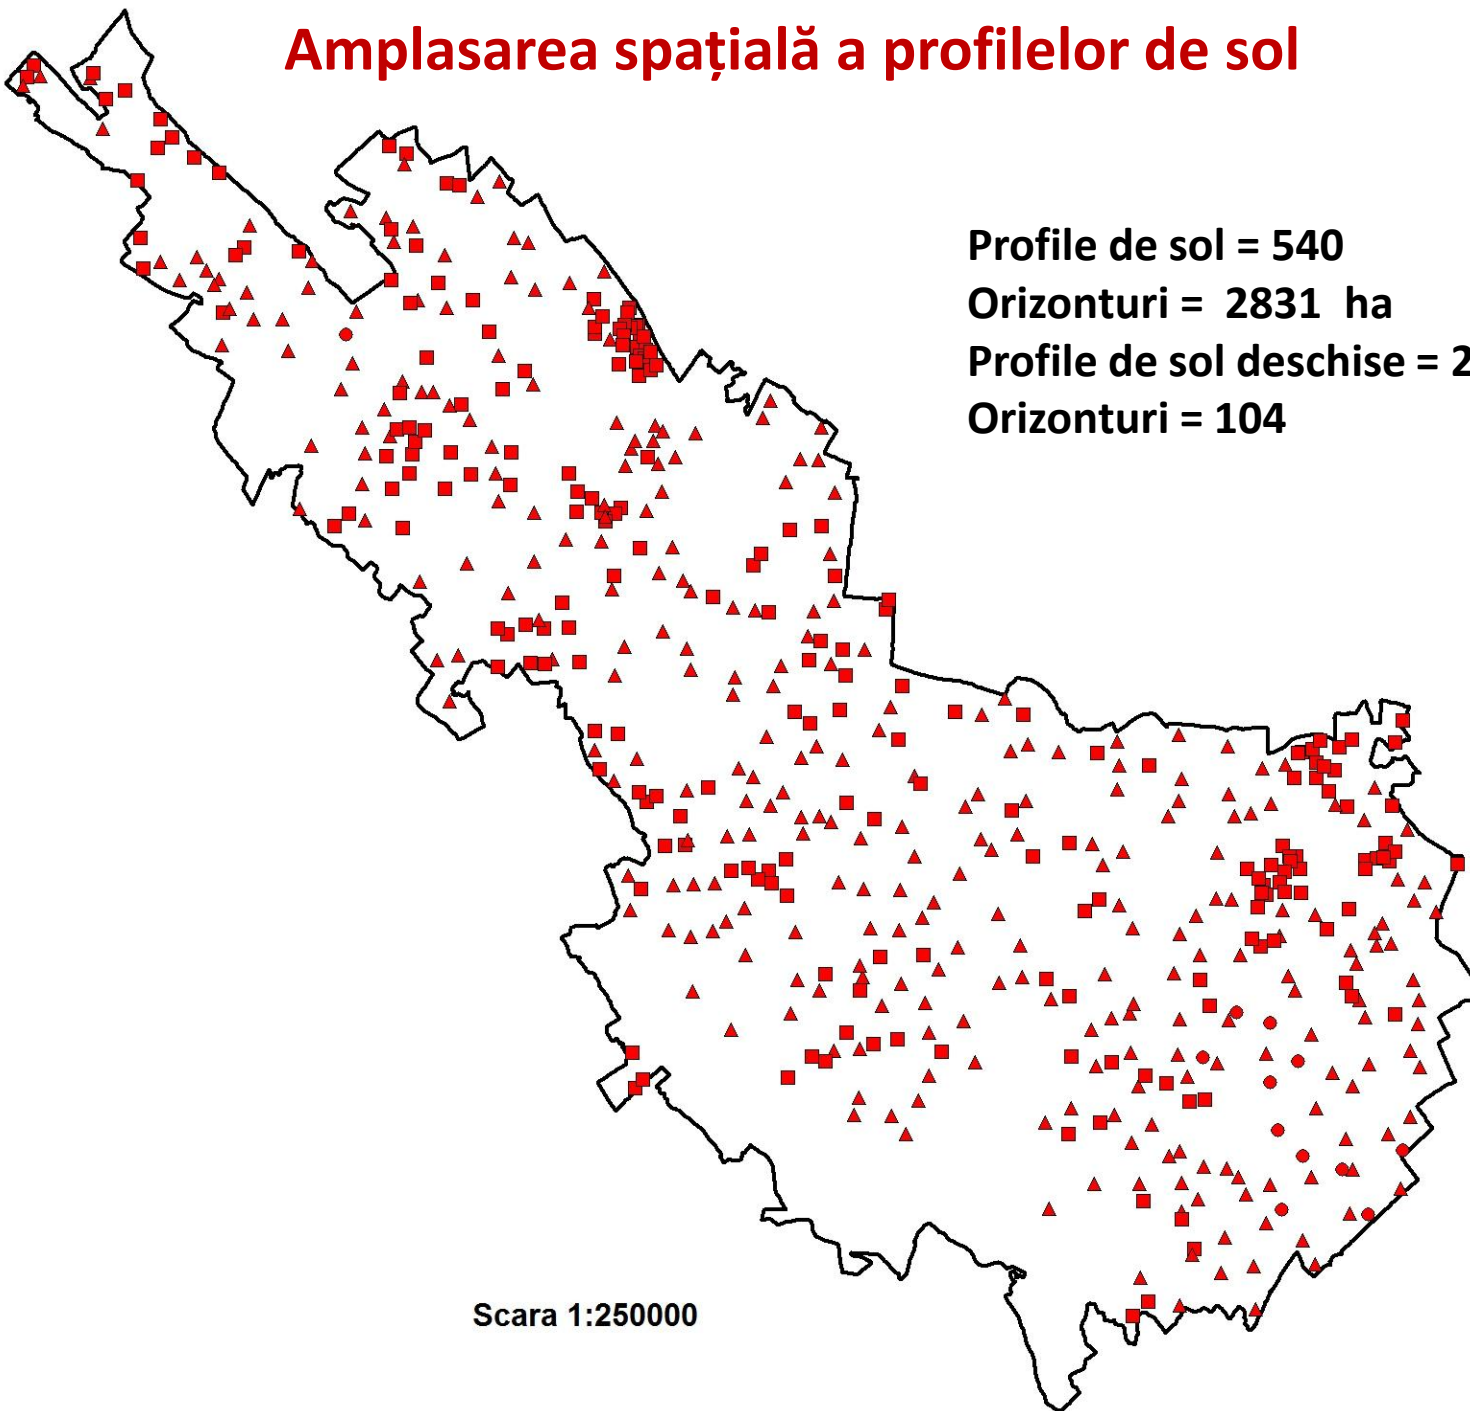 Amplasarea spațială a profilelor de sol
Profile de sol = 540
Orizonturi = 2831 ha
Profile de sol deschise = 2
Orizonturi = 104
Scara 1:250000